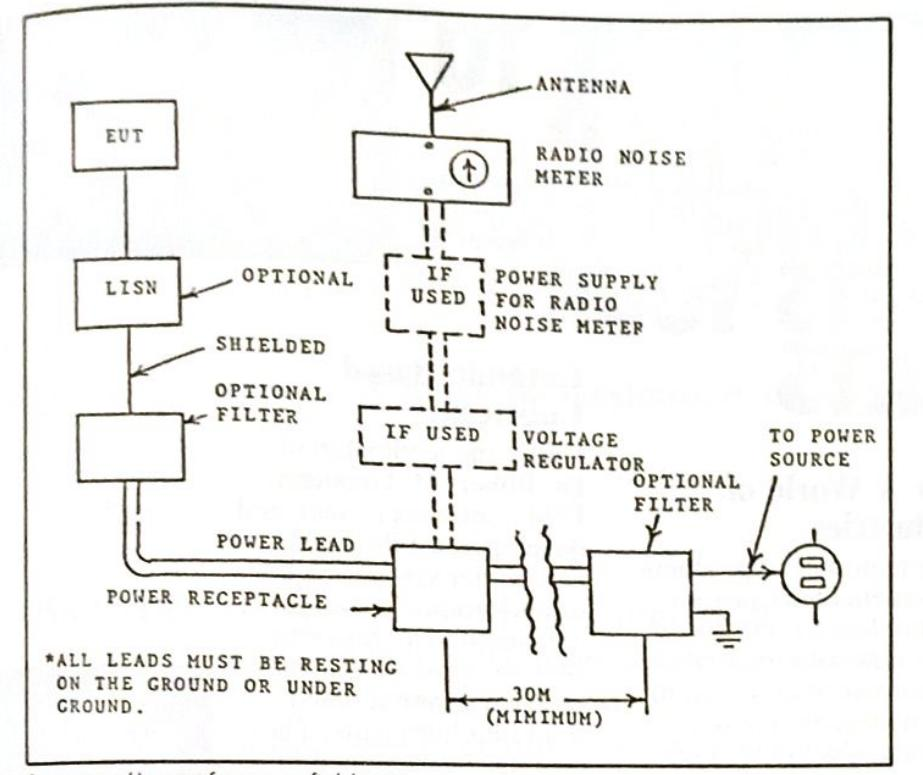 ANTENNA
EUT
RADIO NOISE
METER
LISN
OPTIONAL
IF
USED
POWER SUPPLY
FOR RADIO
NOISE METER
SHIELDED
OPTIONAL
FILTER
IF USED
VOLTAGE
REGULATOR
TO POWER
SOURCE
OPTIONAL
FILTER
POWER LEAD
POWER RECEPTACLE
*ALL LEADS MUST BE RESTING
ON THE GROUND OR UNDER
GROUND.
30M
(MIMIMUM)